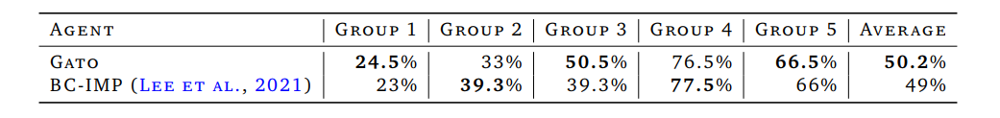 AGENT GROUP 1 GROUP 2 GROUP 3 GROUP 4 GROUP 5 AVERAGE
GATO 24.5% 33% 50.5% 76.5% 66.5% 50.2%
BC-IMP (LEE ET AL., 2021) 23% 39.3% 39.3% 77.5% 66% 49%